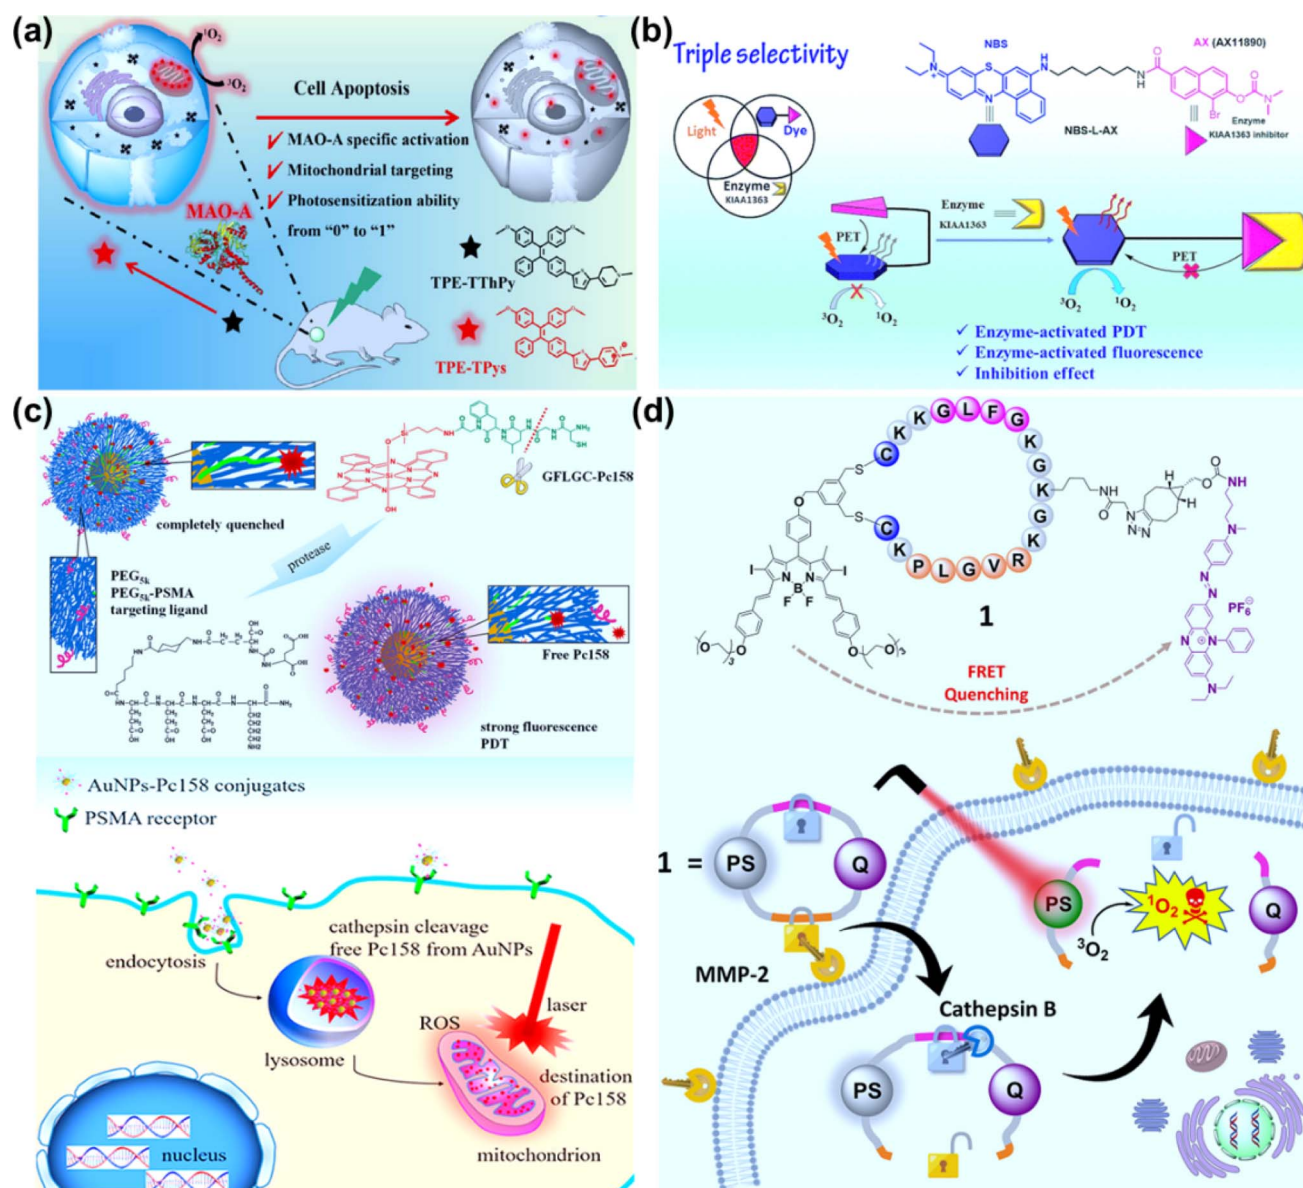 (a)
¹O₂
³O₂
Cell Apoptosis
✓ MAO-A specific activation
✓ Mitochondrial targeting
✓ Photosensitization ability
from “0” to “1”
MAO-A
TPE-TThPy
TPE-TPys
(b)
Triple selectivity
NBS
AX (AX11890)
NBS-L-AX
Enzyme
KIAA1363 inhibitor
Light
Dye
Enzyme
KIAA1363
PET
³O₂
¹O₂
Enzyme
KIAA1363
PET
³O₂
¹O₂
✓ Enzyme-activated PDT
✓ Enzyme-activated fluorescence
✓ Inhibition effect
(c)
completely quenched
GFLGC-Pc158
protease
PEG₅ₖ
PEG₅ₖ-PSMA
targeting ligand
Free Pc158
strong fluorescence
PDT
AuNPs-Pc158 conjugates
PSMA receptor
endocytosis
cathepsin cleavage
free Pc158 from AuNPs
laser
lysosome
ROS
destination
of Pc158
mitochondrion
nucleus
(d)
C K K G L F G K G K G K R V G L P K C
1
PF₆⊖
FRET
Quenching
1 =
PS
Q
MMP-2
Cathepsin B
PS
Q
PS
³O₂
¹O₂
Q